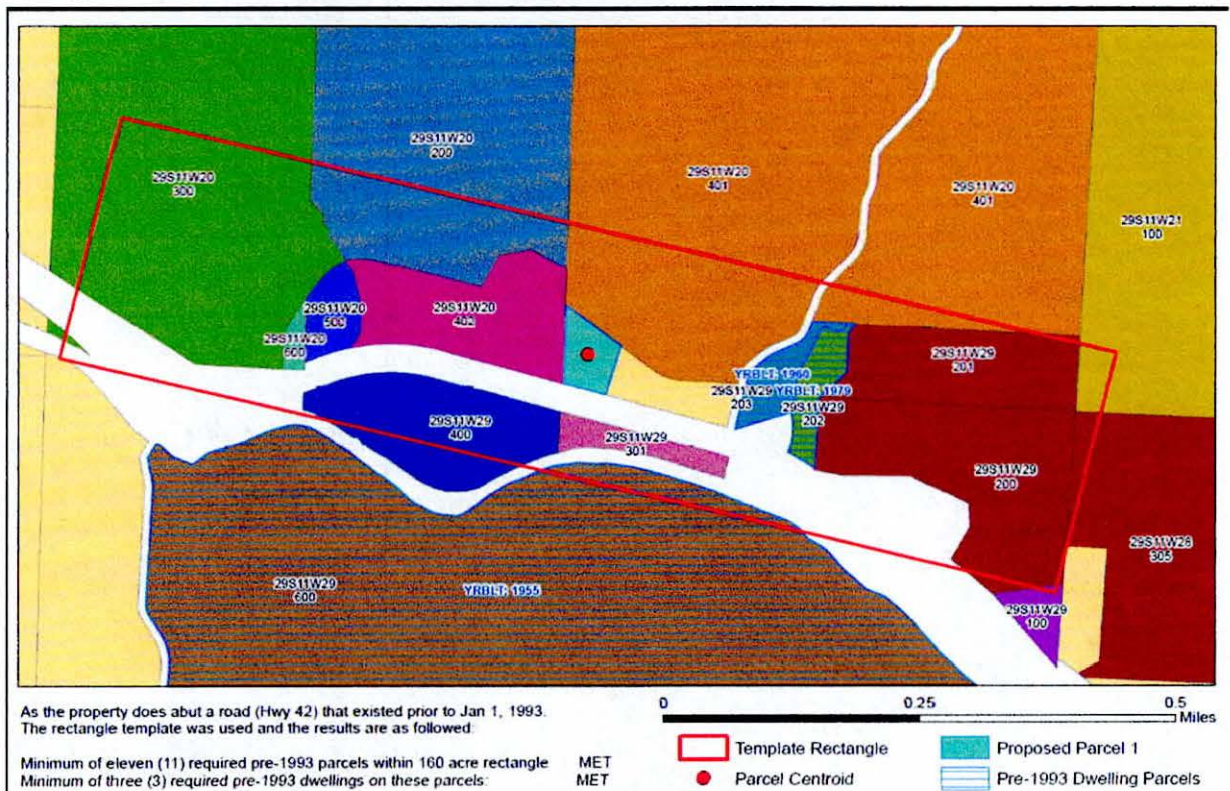 29S11W20
200
29S11W20
300
29S11W20
401
29S11W20
401
29S11W21
100
29S11W20
500
29S11W20
402
29S11W20
600
29S11W29
201
YRBLT: 1960
29S11W29
203
YRBLT: 1979
29S11W29
202
29S11W29
400
29S11W29
301
29S11W29
200
29S11W28
305
29S11W29
600
YRBLT: 1955
29S11W29
100
As the property does abut a road (Hwy 42) that existed prior to Jan 1, 1993.
The rectangle template was used and the results are as followed:
Minimum of eleven (11) required pre-1993 parcels within 160 acre rectangle MET
Minimum of three (3) required pre-1993 dwellings on these parcels: MET
0 0.25 0.5
Miles
Template Rectangle
Proposed Parcel 1
Parcel Centroid
Pre-1993 Dwelling Parcels